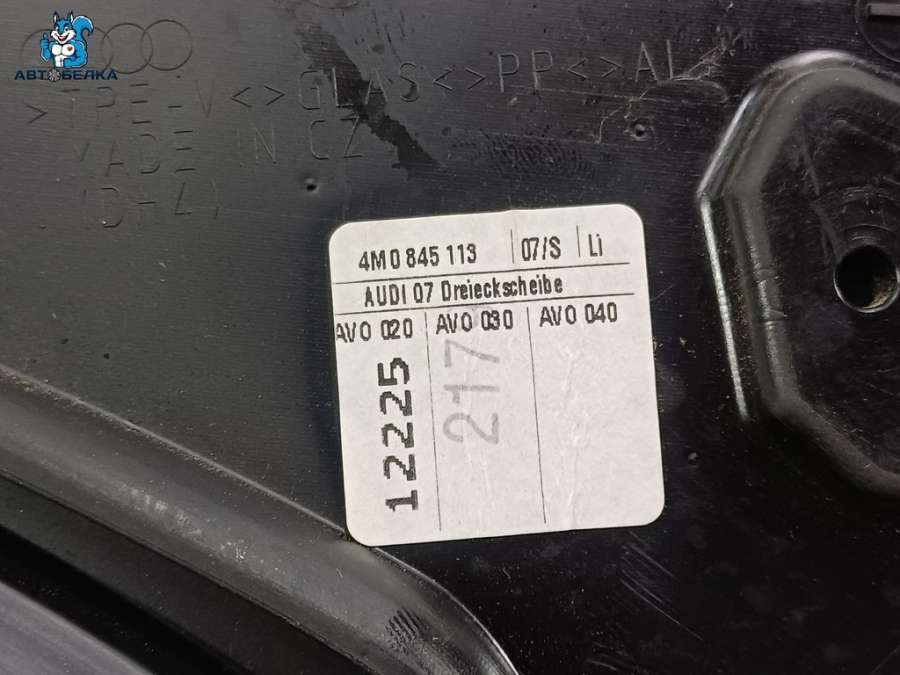 АВТОБЕЛКА
>TPE-V<>GLAS<>PP<>AL
MADE IN CZ
4M0 845 113 07/S Li
AUDI 07 Dreieckscheibe
AVO 020 AVO 030 AVO 040
12225
217